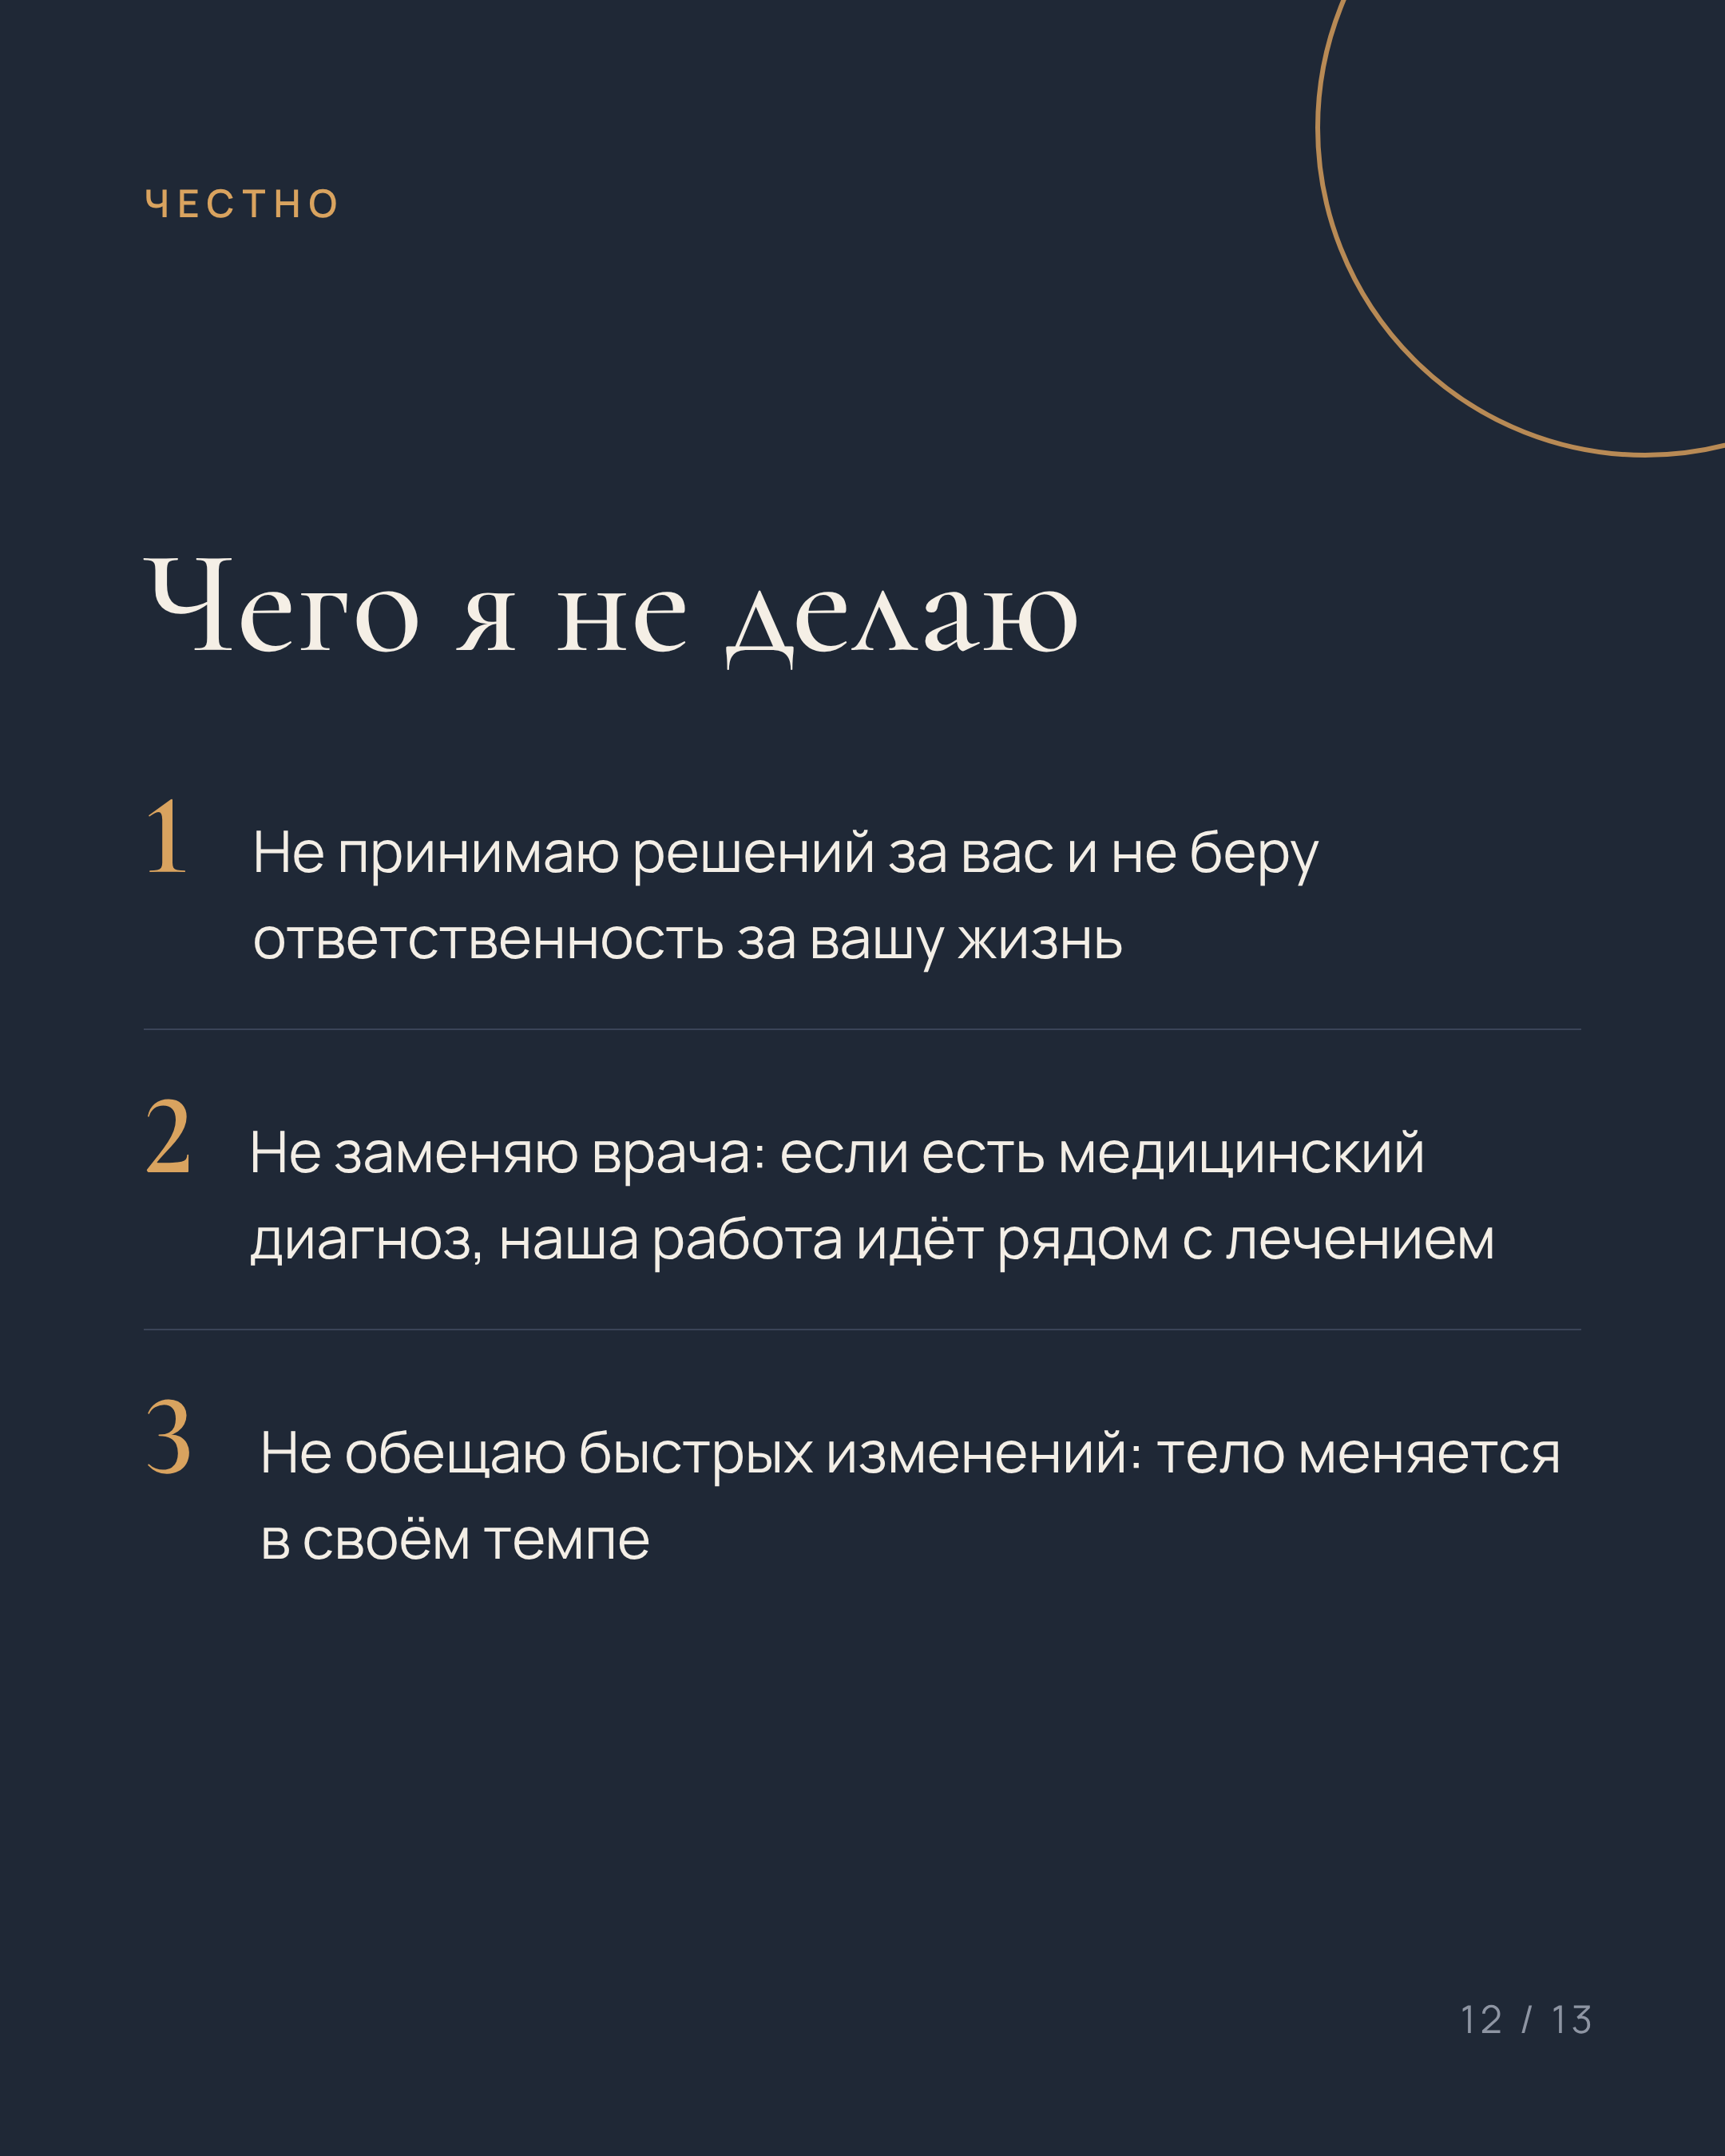 ЧЕСТНО
Чего я не делаю
1 Не принимаю решений за вас и не беру
ответственность за вашу жизнь
2 Не заменяю врача: если есть медицинский
диагноз, наша работа идёт рядом с лечением
3 Не обещаю быстрых изменений: тело меняется
в своём темпе
12 / 13